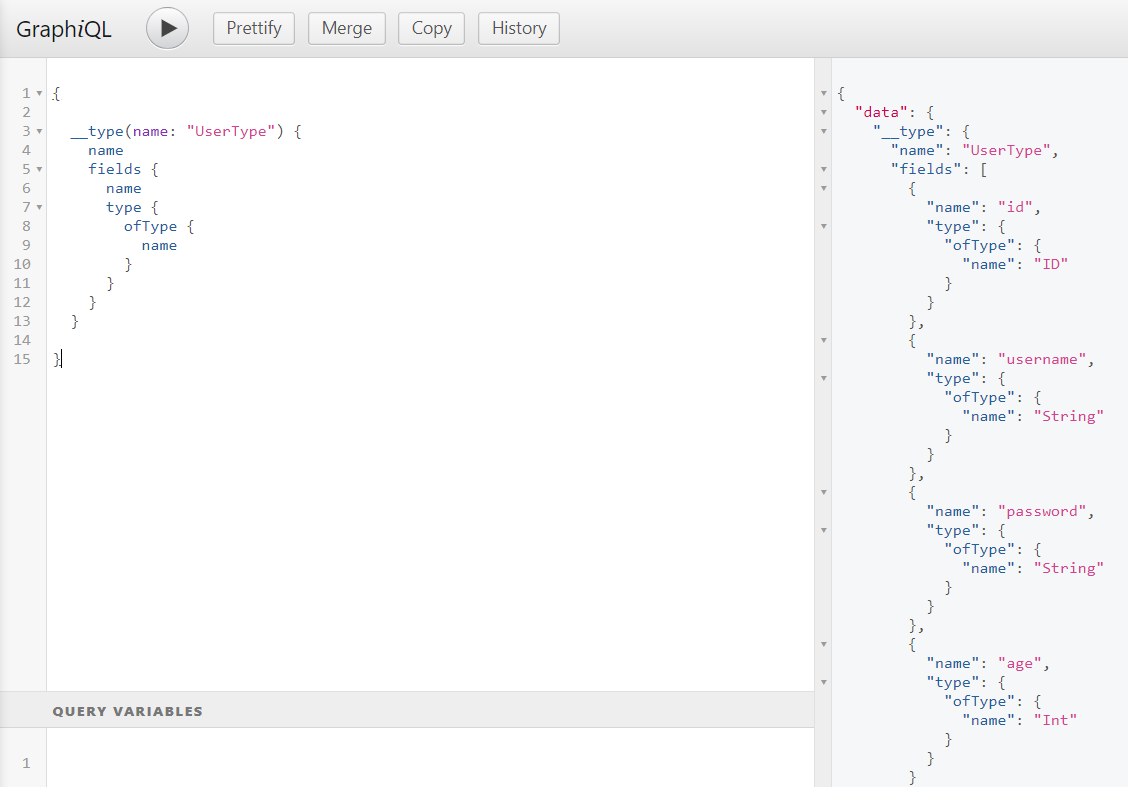 GraphiQL Prettify Merge Copy History
1 {
2
3   __type(name: "UserType") {
4     name
5     fields {
6       name
7       type {
8         ofType {
9           name
10         }
11       }
12     }
13   }
14
15 }
QUERY VARIABLES
1
{
  "data": {
    "__type": {
      "name": "UserType",
      "fields": [
        {
          "name": "id",
          "type": {
            "ofType": {
              "name": "ID"
            }
          }
        },
        {
          "name": "username",
          "type": {
            "ofType": {
              "name": "String"
            }
          }
        },
        {
          "name": "password",
          "type": {
            "ofType": {
              "name": "String"
            }
          }
        },
        {
          "name": "age",
          "type": {
            "ofType": {
              "name": "Int"
            }
          }
        }